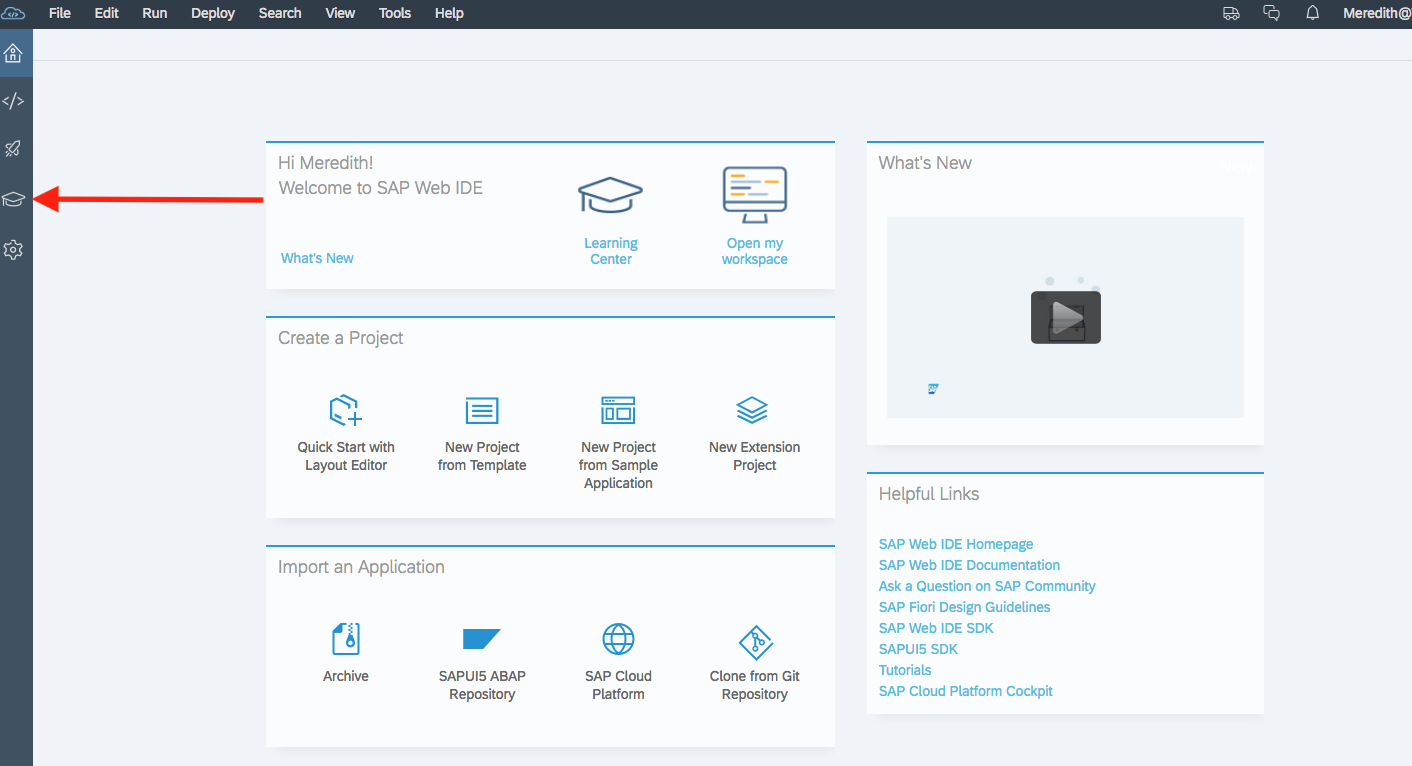 File Edit Run Deploy Search View Tools Help
Meredith@
Hi Meredith!
Welcome to SAP Web IDE
What's New
Learning
Center
Open my
workspace
Create a Project
Quick Start with
Layout Editor
New Project
from Template
New Project
from Sample
Application
New Extension
Project
Import an Application
Archive
SAPUI5 ABAP
Repository
SAP Cloud
Platform
Clone from Git
Repository
What's New
SAP
Helpful Links
SAP Web IDE Homepage
SAP Web IDE Documentation
Ask a Question on SAP Community
SAP Fiori Design Guidelines
SAP Web IDE SDK
SAPUI5 SDK
Tutorials
SAP Cloud Platform Cockpit